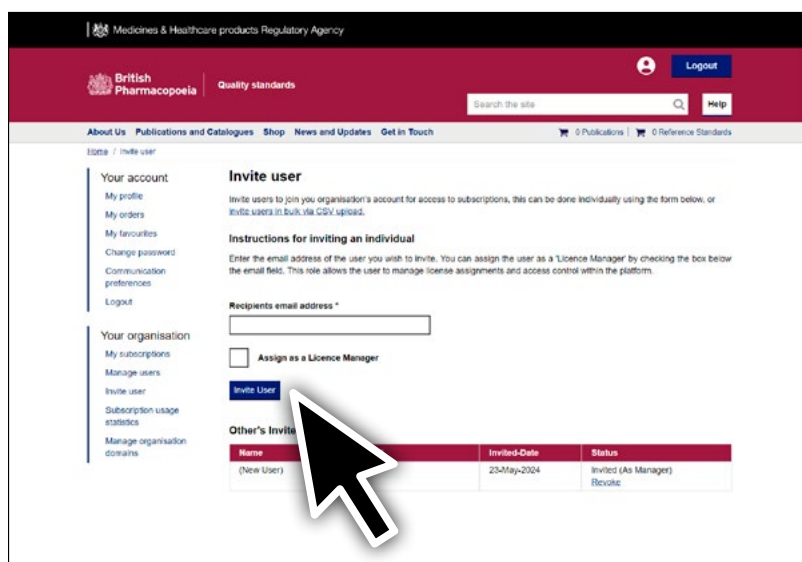 Medicines & Healthcare products Regulatory Agency
Logout
British
Pharmacopoeia
Quality standards
Search the site
Help
About Us Publications and Catalogues Shop News and Updates Get in Touch
0 Publications | 0 Reference Standards
Home / Invite user
Your account
My profile
My orders
My favourites
Change password
Communication
preferences
Logout
Your organisation
My subscriptions
Manage users
Invite user
Subscription usage
statistics
Manage organisation
domains
Invite user
Invite users to join you organisation's account for access to subscriptions, this can be done individually using the form below, or
invite users in bulk via CSV upload.
Instructions for inviting an individual
Enter the email address of the user you wish to invite. You can assign the user as a 'Licence Manager' by checking the box below
the email field. This role allows the user to manage license assignments and access control within the platform.
Recipients email address *
Assign as a Licence Manager
Invite User
Other's Invite
Name Invited-Date Status
(New User) 23-May-2024 Invited (As Manager)
Revoke